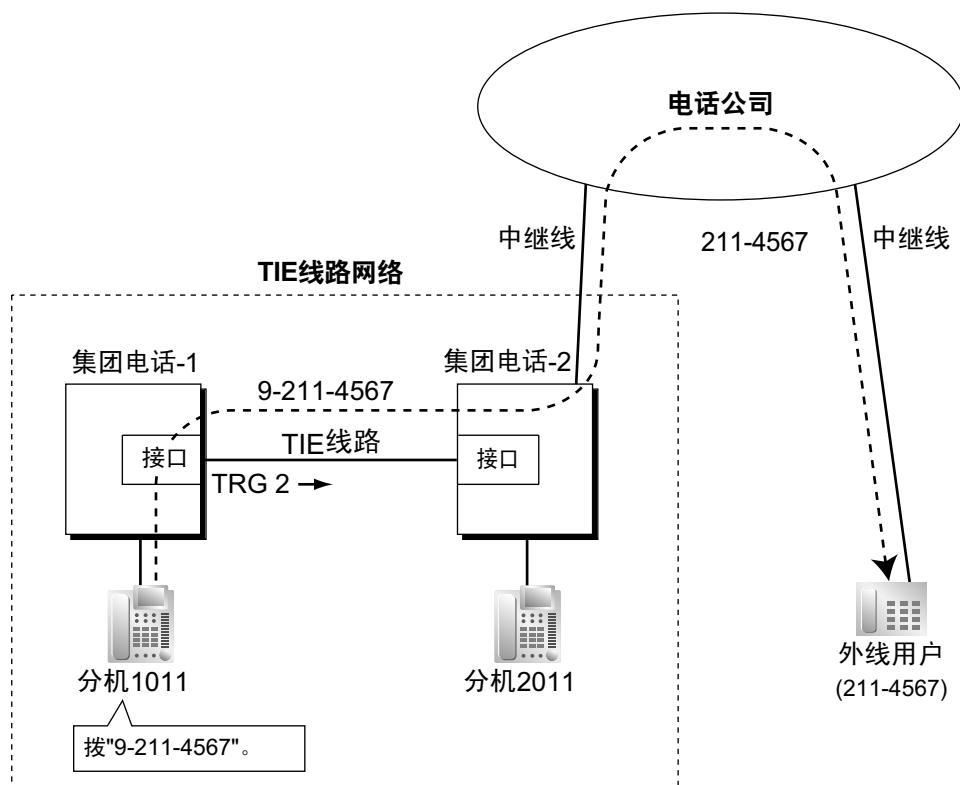 电话公司
中继线
211-4567
中继线
TIE线路网络
集团电话-1
集团电话-2
9-211-4567
接口
TIE线路
接口
TRG 2
分机1011
分机2011
外线用户
(211-4567)
拨"9-211-4567"。